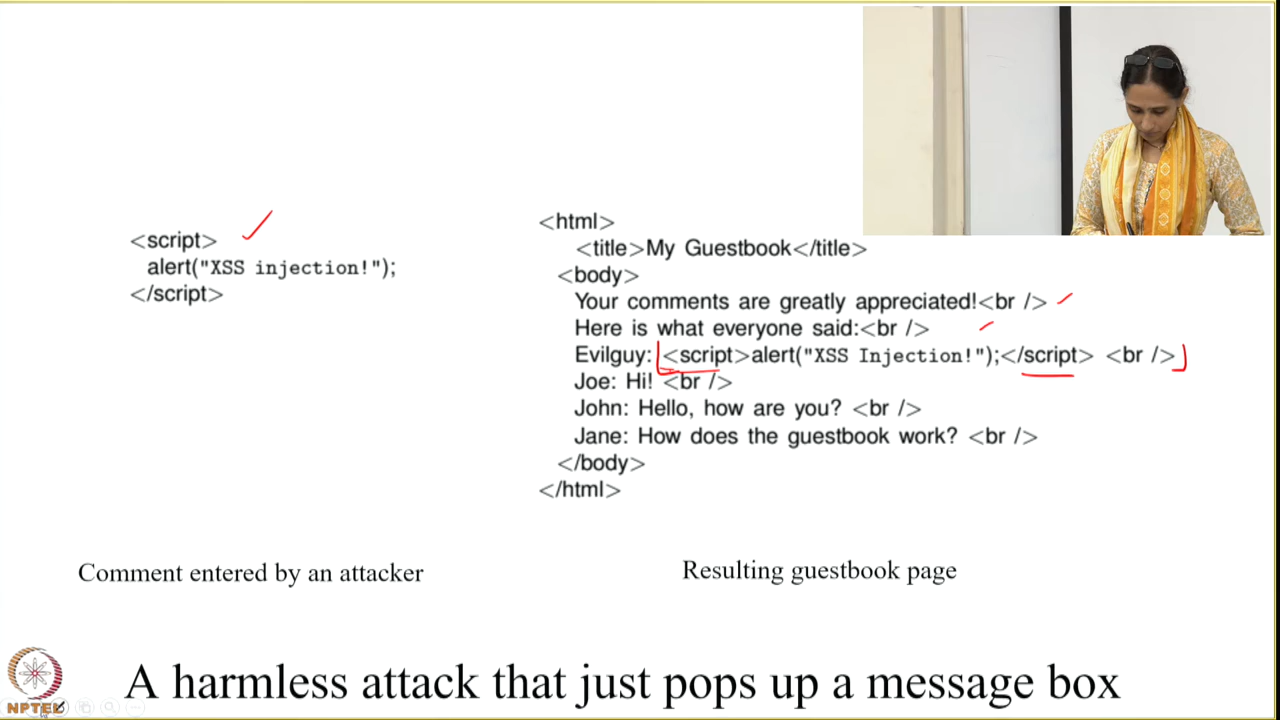 <script>
alert("XSS injection!");
</script>
Comment entered by an attacker
<html>
<title>My Guestbook</title>
<body>
Your comments are greatly appreciated!<br />
Here is what everyone said:<br />
Evilguy: <script>alert("XSS Injection!");</script> <br />
Joe: Hi! <br />
John: Hello, how are you? <br />
Jane: How does the guestbook work? <br />
</body>
</html>
Resulting guestbook page
A harmless attack that just pops up a message box
NPTEL